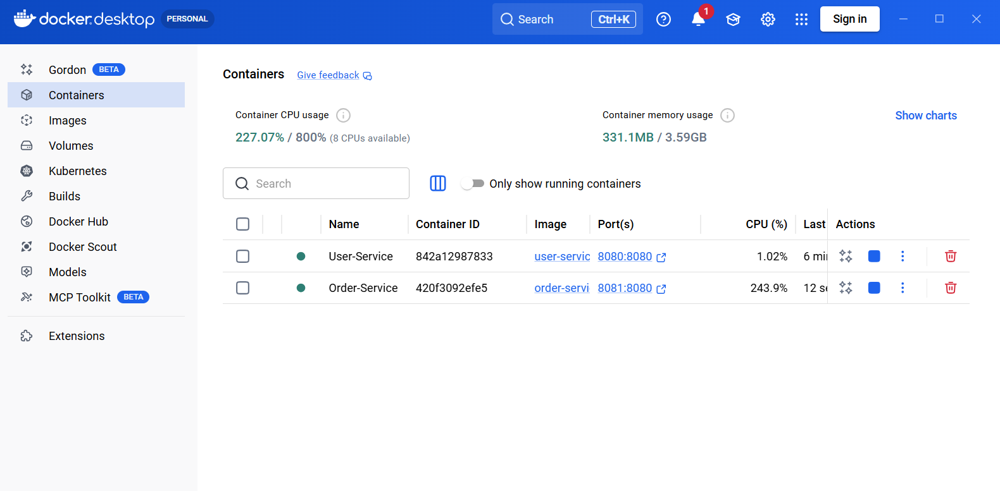 docker.desktop PERSONAL Search Ctrl+K 1 Sign in
Gordon BETA
Containers
Images
Volumes
Kubernetes
Builds
Docker Hub
Docker Scout
Models
MCP Toolkit BETA
Extensions
Containers Give feedback
Container CPU usage
227.07% / 800% (8 CPUs available)
Container memory usage
331.1MB / 3.59GB
Show charts
Search
Only show running containers
Name Container ID Image Port(s) CPU (%) Last Actions
User-Service 842a12987833 user-servic 8080:8080 1.02% 6 mi
Order-Service 420f3092efe5 order-servi 8081:8080 243.9% 12 se